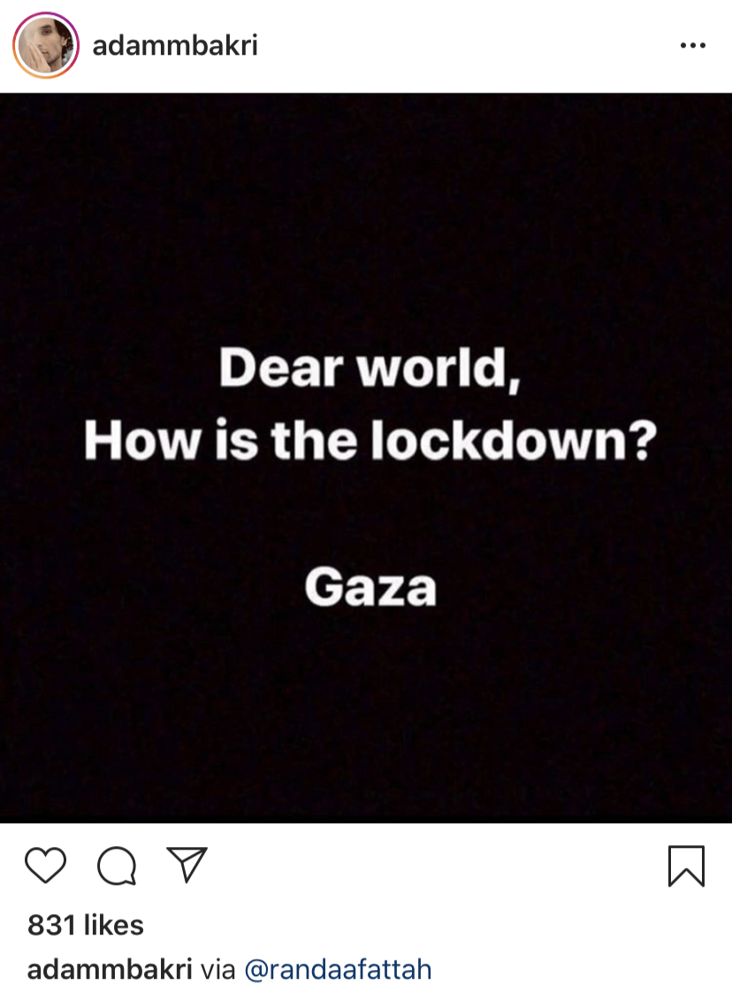 adammbakri
Dear world,
How is the lockdown?
Gaza
831 likes
adammbakri via @randaafattah